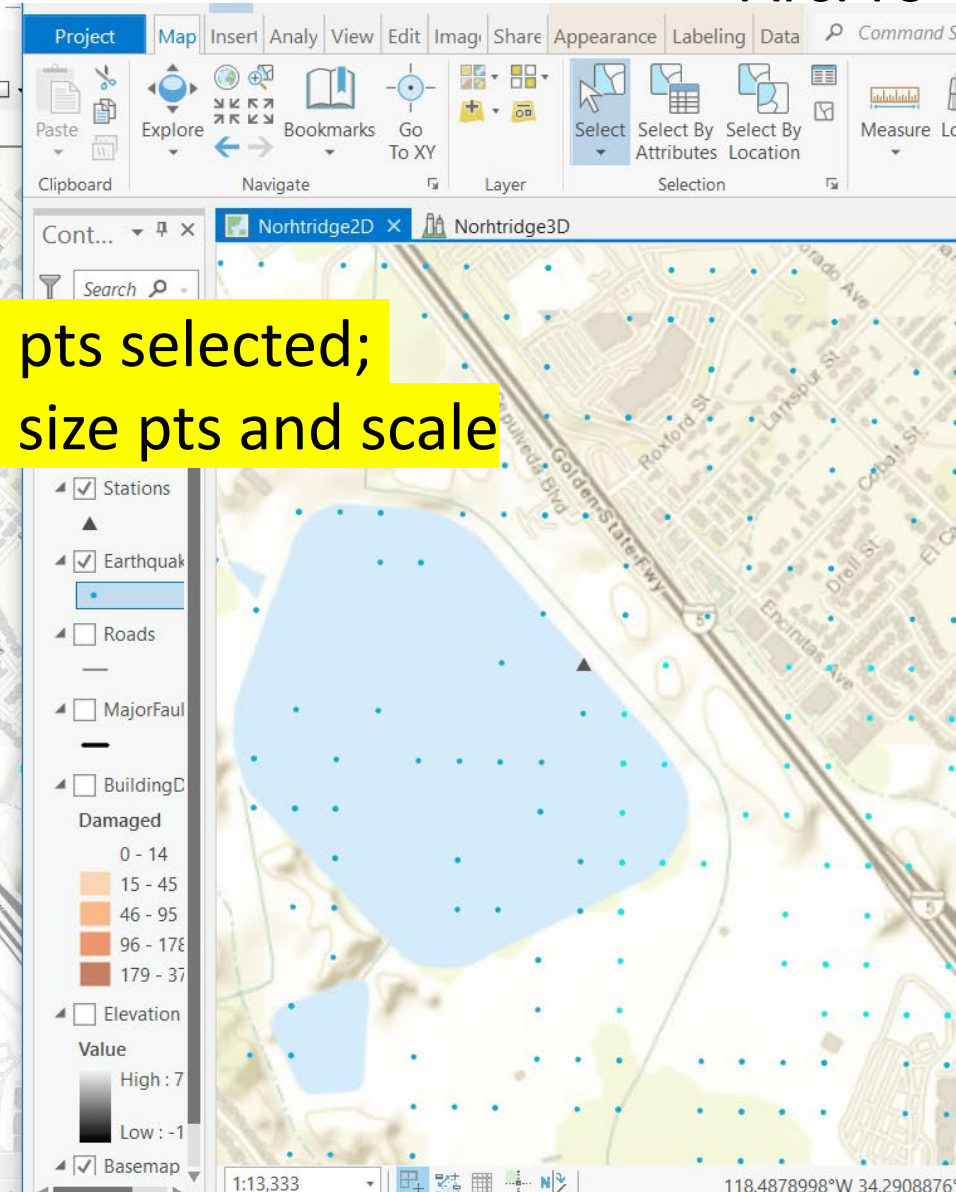 Project Map Insert Analy View Edit Imag Share Appearance Labeling Data Command S
Paste
Explore
Bookmarks
Go To XY
Select
Select By Attributes
Select By Location
Measure Lo
Clipboard Navigate Layer Selection
Cont...
Norhtridge2D
Norhtridge3D
Search
pts selected;
size pts and scale
Stations
Earthquak
Roads
MajorFaul
BuildingD
Damaged
0 - 14
15 - 45
46 - 95
96 - 178
179 - 37
Elevation
Value
High : 7
Low : -1
Basemap
Ave
Larkspur St
Roxford St
Cobalt St
Sepulveda Blvd
Golden-State-Fwy
Drell St
El C
5
Encinitas Ave
5
1:13,333
118.4878998°W 34.2908876°